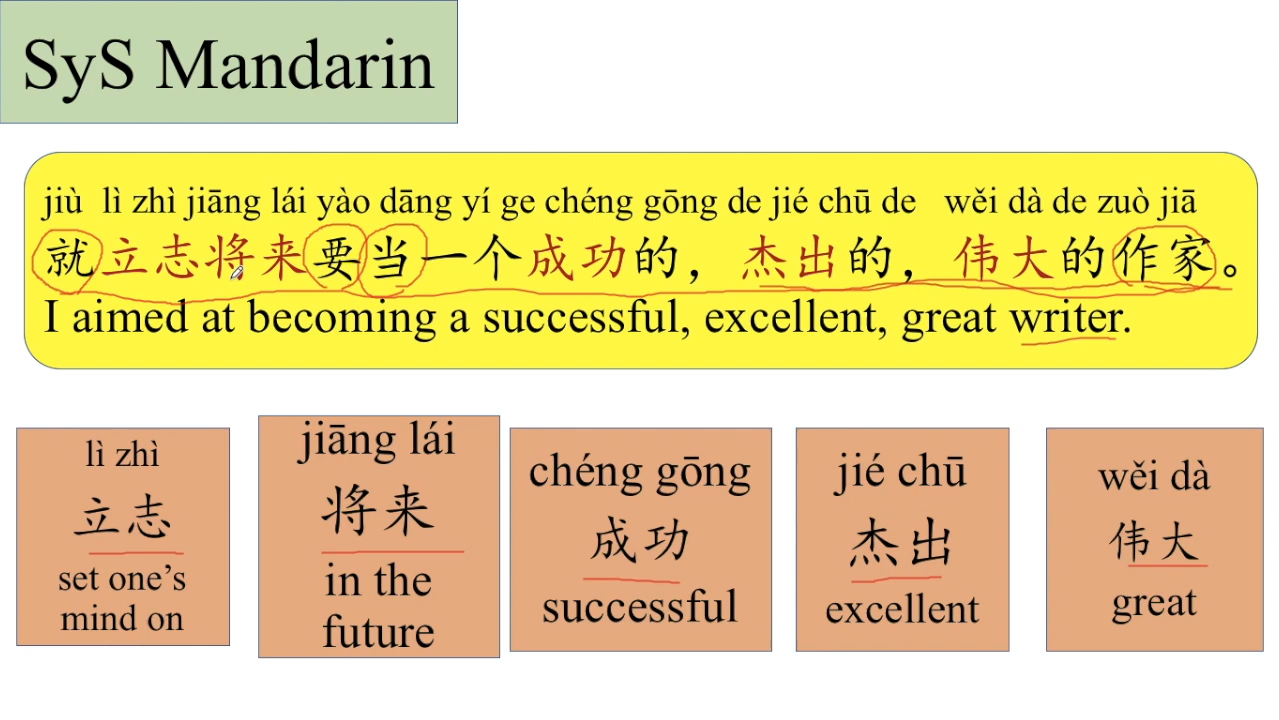 SyS Mandarin
jiù lì zhì jiāng lái yào dāng yí ge chéng gōng de jié chū de wěi dà de zuò jiā
就立志将来要当一个成功的，杰出的，伟大的作家。
I aimed at becoming a successful, excellent, great writer.
lì zhì
立志
set one’s
mind on
jiāng lái
将来
in the
future
chéng gōng
成功
successful
jié chū
杰出
excellent
wěi dà
伟大
great